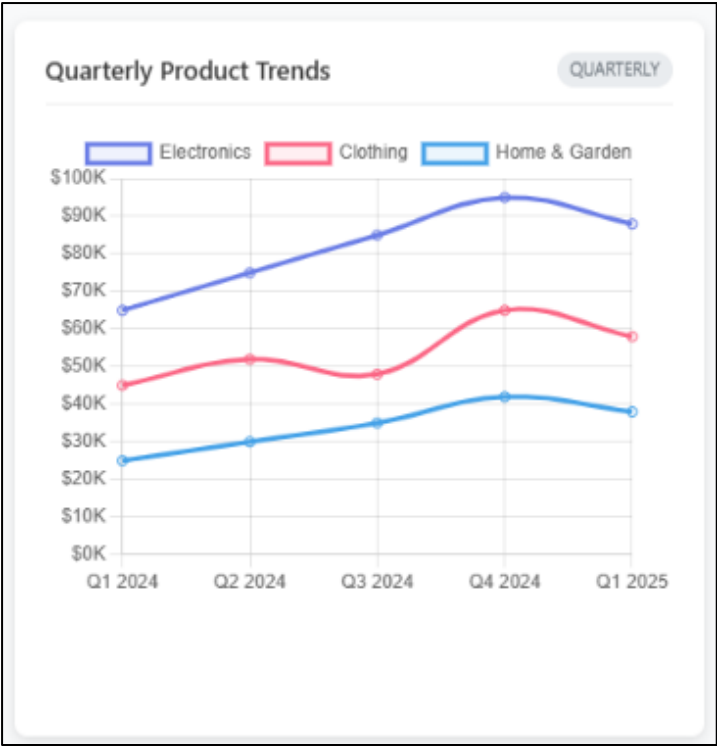 Quarterly Product Trends QUARTERLY
Electronics Clothing Home & Garden
$100K
$90K
$80K
$70K
$60K
$50K
$40K
$30K
$20K
$10K
$0K
Q1 2024 Q2 2024 Q3 2024 Q4 2024 Q1 2025